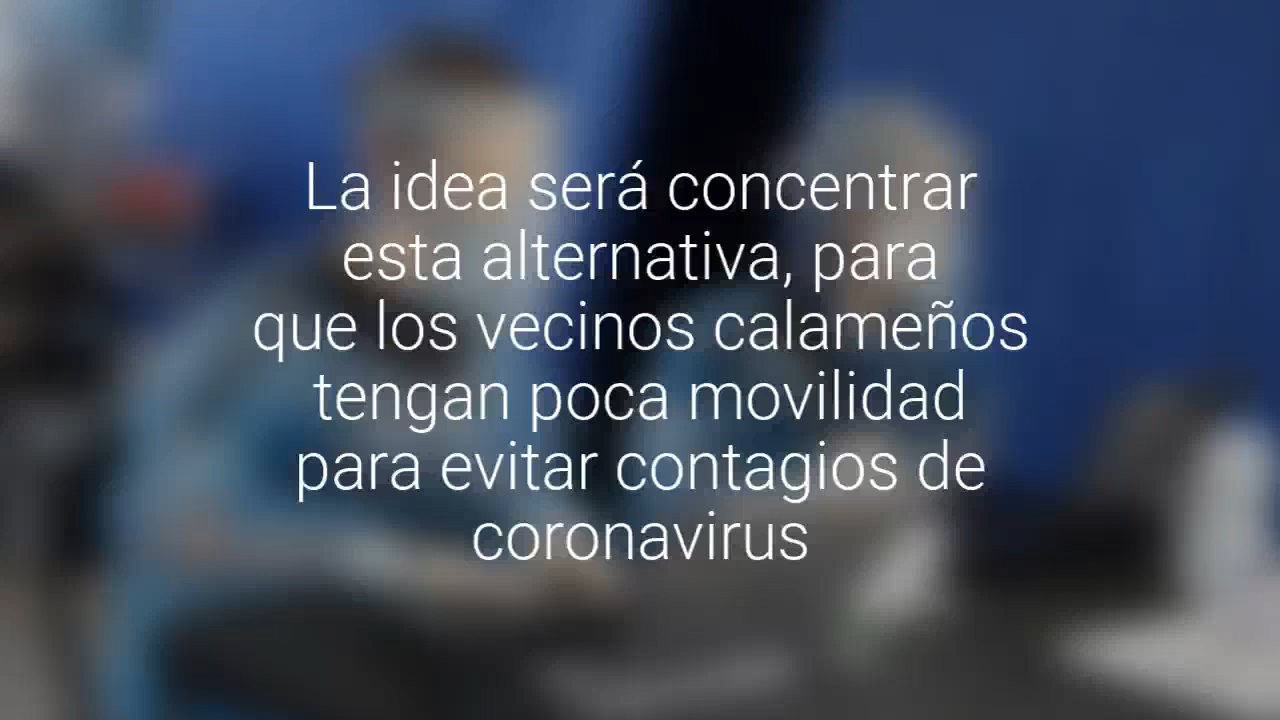 La idea será concentrar
esta alternativa, para
que los vecinos calameños
tengan poca movilidad
para evitar contagios de
coronavirus